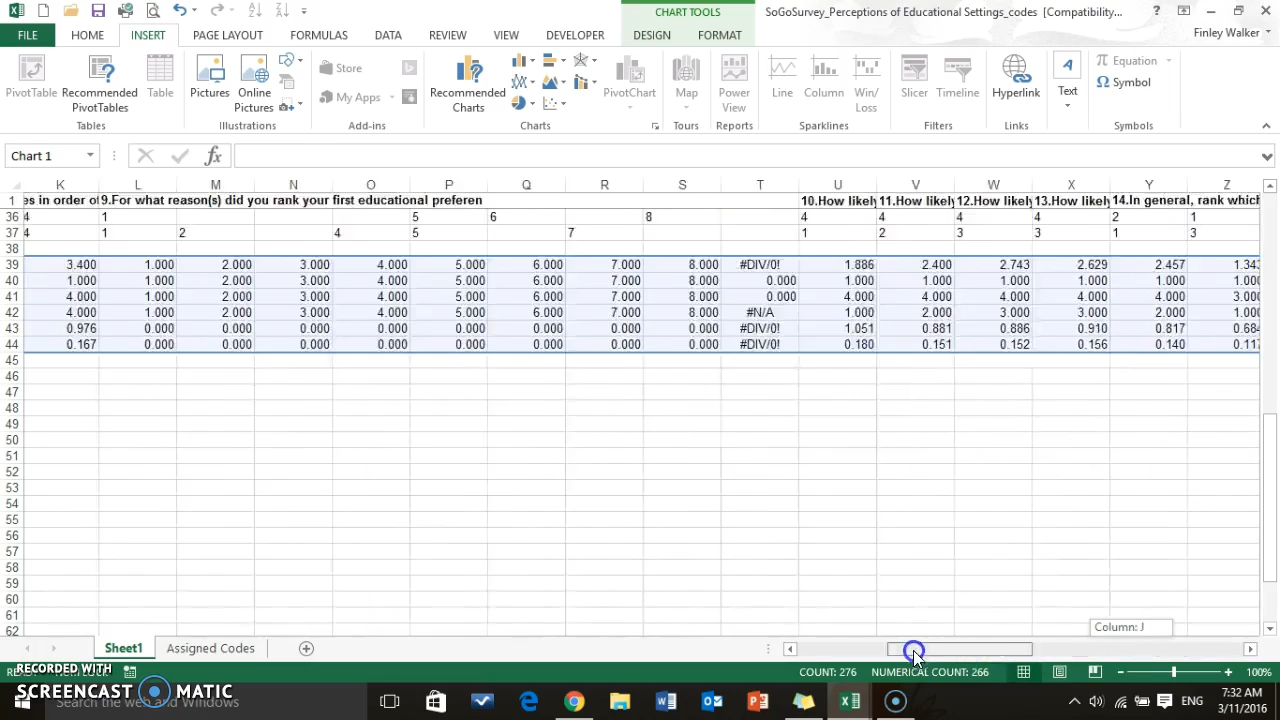 CHART TOOLS
SoGoSurvey_Perceptions of Educational Settings_codes [Compatibility...
?
FILE HOME INSERT PAGE LAYOUT FORMULAS DATA REVIEW VIEW DEVELOPER DESIGN FORMAT
Finley Walker
PivotTable Recommended PivotTables Table Pictures Online Pictures Store My Apps Recommended Charts PivotChart Map Power View Line Column Win/Loss Slicer Timeline Hyperlink Text Equation Symbol
Tables Illustrations Add-ins Charts Tours Reports Sparklines Filters Links Symbols
Chart 1 fx
K L M N O P Q R S T U V W X Y Z
1 es in order of 9.For what reason(s) did you rank your first educational preferen 10.How likely 11.How likely 12.How likely 13.How likely 14.In general, rank which
36 4 1 5 6 8 4 4 4 4 2 1
37 4 1 2 4 5 7 1 2 3 3 1 3
38
39 3.400 1.000 2.000 3.000 4.000 5.000 6.000 7.000 8.000 #DIV/0! 1.886 2.400 2.743 2.629 2.457 1.343
40 1.000 1.000 2.000 3.000 4.000 5.000 6.000 7.000 8.000 0.000 1.000 1.000 1.000 1.000 1.000 1.000
41 4.000 1.000 2.000 3.000 4.000 5.000 6.000 7.000 8.000 0.000 4.000 4.000 4.000 4.000 4.000 3.000
42 4.000 1.000 2.000 3.000 4.000 5.000 6.000 7.000 8.000 #N/A 1.000 2.000 3.000 3.000 2.000 1.000
43 0.976 0.000 0.000 0.000 0.000 0.000 0.000 0.000 0.000 #DIV/0! 1.051 0.881 0.886 0.910 0.817 0.684
44 0.167 0.000 0.000 0.000 0.000 0.000 0.000 0.000 0.000 #DIV/0! 0.180 0.151 0.152 0.156 0.140 0.117
45
46
47
48
49
50
51
52
53
54
55
56
57
58
59
60
61
62
Column: J
Sheet1 Assigned Codes
COUNT: 276 NUMERICAL COUNT: 266 100%
RECORDED WITH
SCREENCAST MATIC
Search the web and Windows
ENG
7:32 AM
3/11/2016